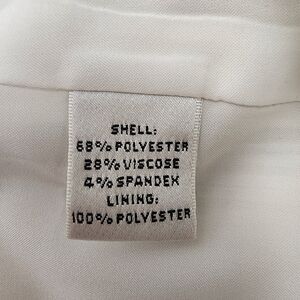 SHELL:
68% POLYESTER
28% VISCOSE
4% SPANDEX
LINING:
100% POLYESTER